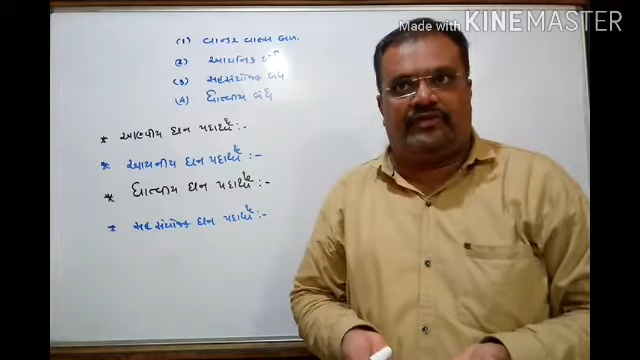 Made with KINEMASTER
(1) વાન્ડર વાલ્સ બળ
(2) આયનિક
(3) સહસંયોજક બંધ
(4) ધાત્વીય બંધ
* આણ્વીય ઘન પદાર્થો :-
* આયનીય ઘન પદાર્થો :-
* ધાત્વીય ઘન પદાર્થો :-
* સહસંયોજક ઘન પદાર્થો :-